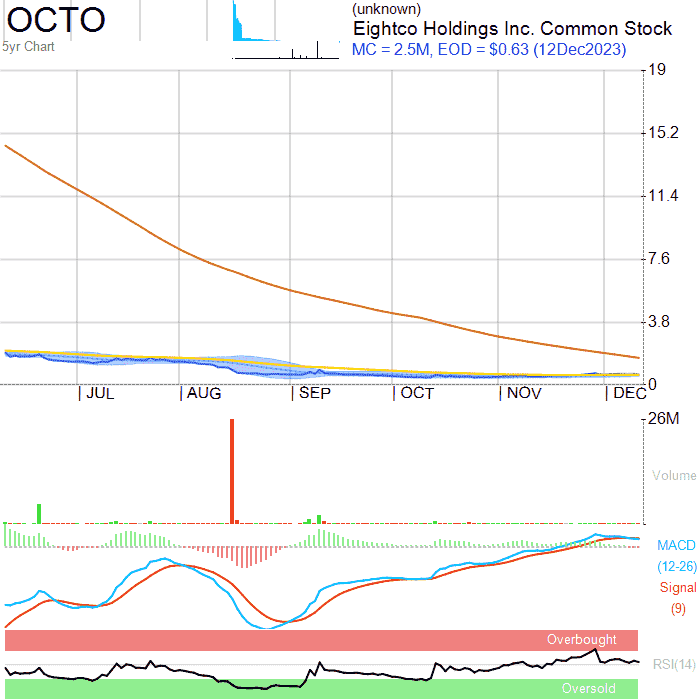 OCTO
5yr Chart
(unknown)
Eightco Holdings Inc. Common Stock
MC = 2.5M, EOD = $0.63 (12Dec2023)
19
15.2
11.4
7.6
3.8
0
JUL AUG SEP OCT NOV DEC
26M
Volume
MACD
(12-26)
Signal
(9)
Overbought
RSI(14)
Oversold